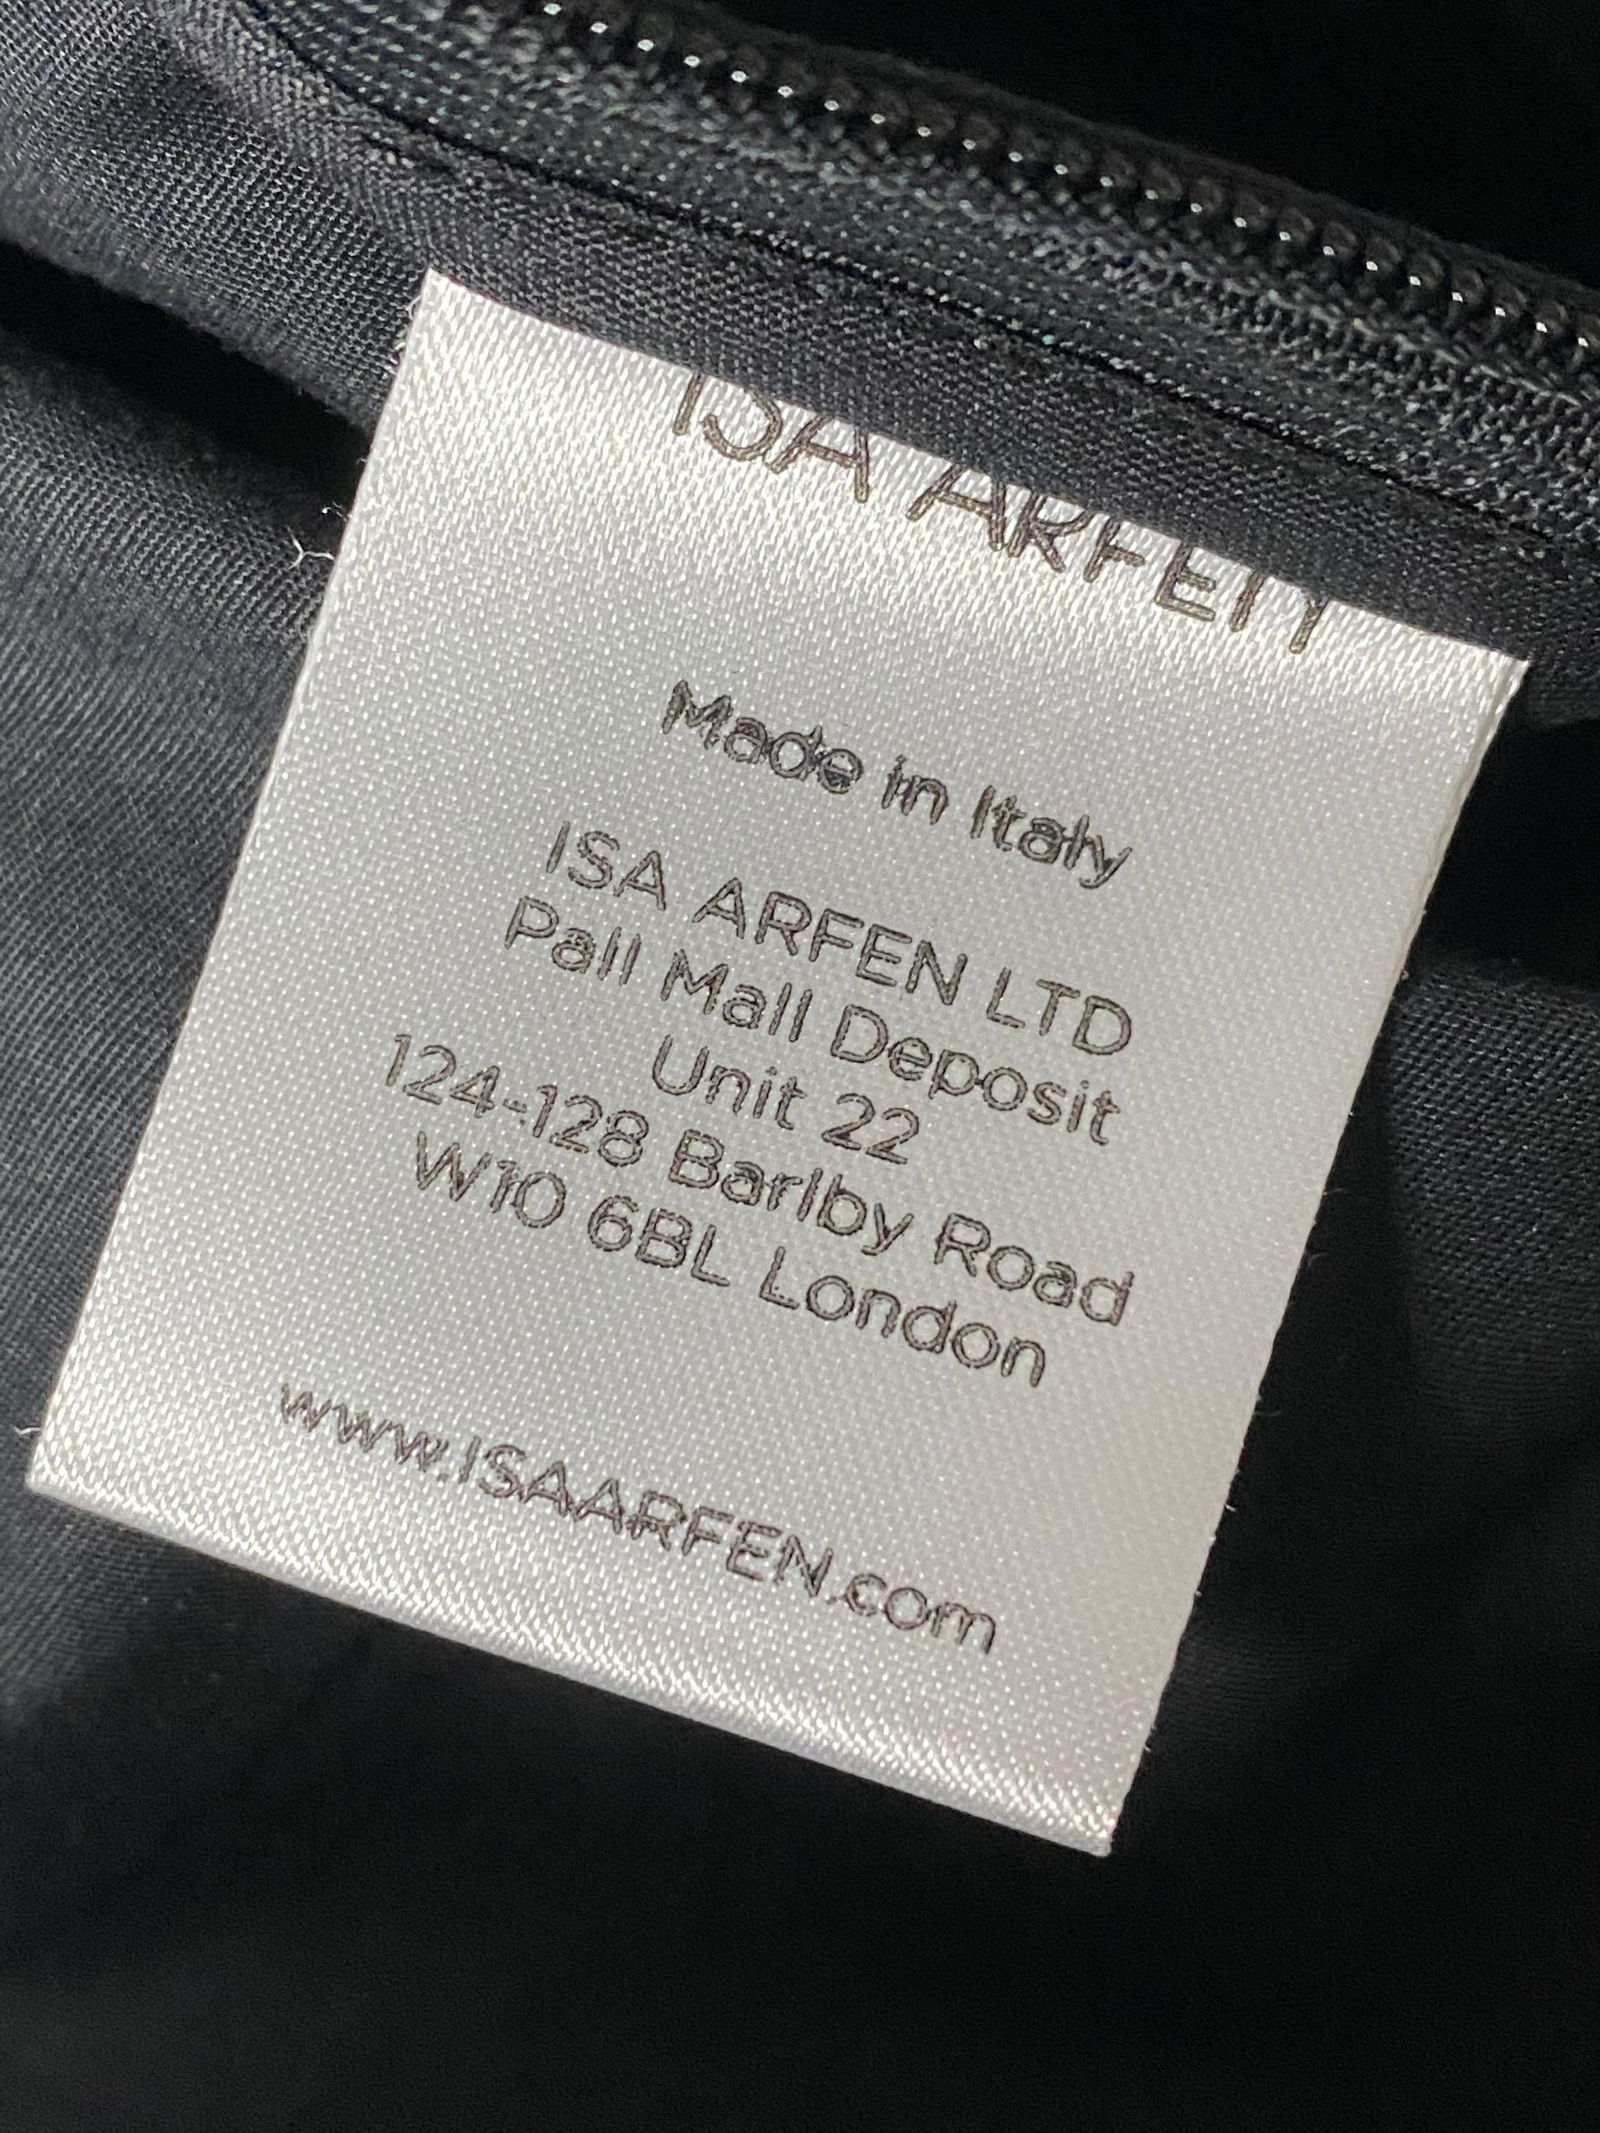 ISA ARFEN
Made in Italy
ISA ARFEN LTD
Pall Mall Deposit
Unit 22
124-128 Barlby Road
W10 6BL London
www.ISAARFEN.com